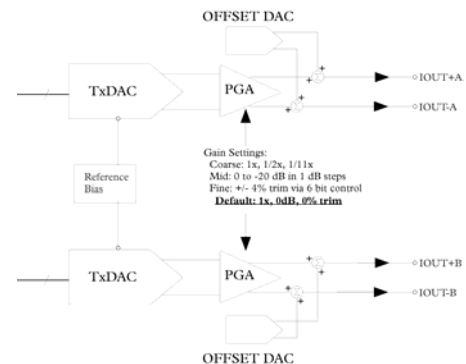 OFFSET DAC
TxDAC
PGA
IOUT+A
IOUT-A
Reference
Bias
Gain Settings:
Coarse: 1x, 1/2x, 1/11x
Mid: 0 to -20 dB in 1 dB steps
Fine: +/- 4% trim via 6 bit control
Default: 1x, 0dB, 0% trim
TxDAC
PGA
IOUT+B
IOUT-B
OFFSET DAC